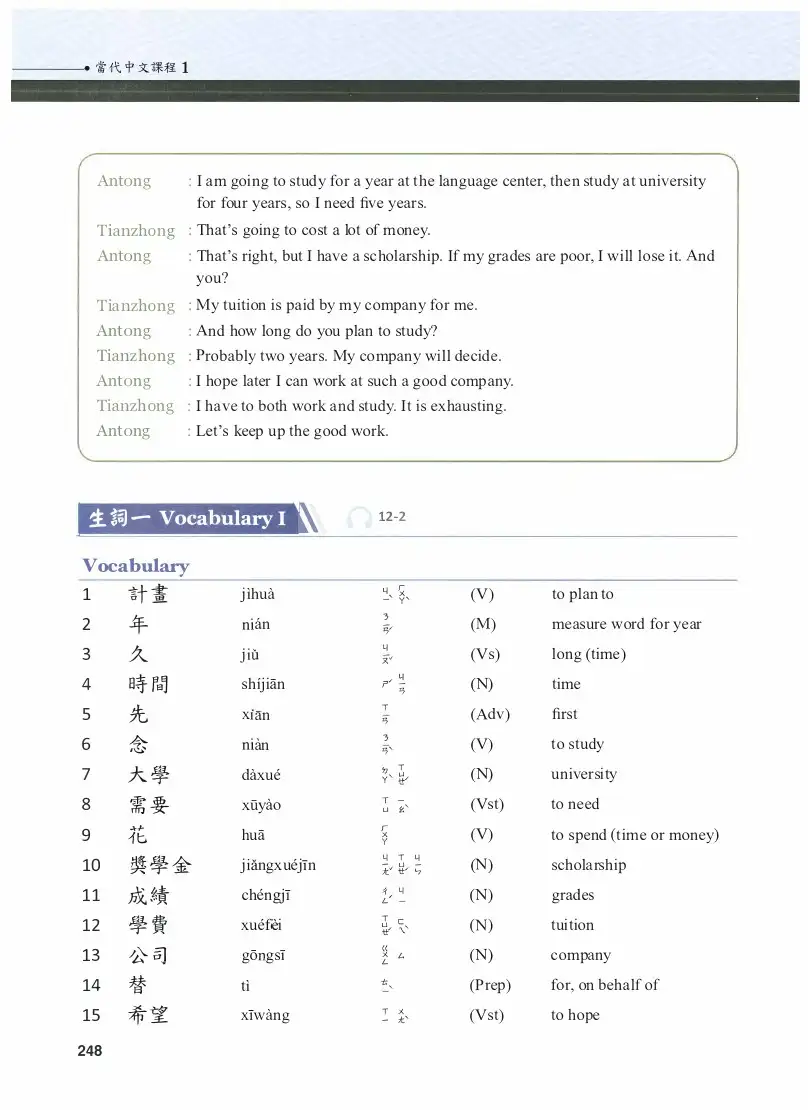 • 當代中文課程 1
Antong : I am going to study for a year at the language center, then study at university
for four years, so I need five years.
Tianzhong : That's going to cost a lot of money.
Antong : That's right, but I have a scholarship. If my grades are poor, I will lose it. And
you?
Tianzhong : My tuition is paid by my company for me.
Antong : And how long do you plan to study?
Tianzhong : Probably two years. My company will decide.
Antong : I hope later I can work at such a good company.
Tianzhong : I have to both work and study. It is exhausting.
Antong : Let's keep up the good work.
生詞一 Vocabulary I 12-2
Vocabulary
1 計畫 jìhuà ㄐㄧˋ ㄏㄨㄚˋ (V) to plan to
2 年 nián ㄋㄧㄢˊ (M) measure word for year
3 久 jiǔ ㄐㄧㄡˇ (Vs) long (time)
4 時間 shíjiān ㄕˊ ㄐㄧㄢ (N) time
5 先 xiān ㄒㄧㄢ (Adv) first
6 念 niàn ㄋㄧㄢˋ (V) to study
7 大學 dàxué ㄉㄚˋ ㄒㄩㄝˊ (N) university
8 需要 xūyào ㄒㄩ ㄧㄠˋ (Vst) to need
9 花 huā ㄏㄨㄚ (V) to spend (time or money)
10 獎學金 jiǎngxuéjīn ㄐㄧㄤˇ ㄒㄩㄝˊ ㄐㄧㄣ (N) scholarship
11 成績 chéngjī ㄔㄥˊ ㄐㄧ (N) grades
12 學費 xuéfèi ㄒㄩㄝˊ ㄈㄟˋ (N) tuition
13 公司 gōngsī ㄍㄨㄥ ㄙ (N) company
14 替 tì ㄊㄧˋ (Prep) for, on behalf of
15 希望 xīwàng ㄒㄧ ㄨㄤˋ (Vst) to hope
248